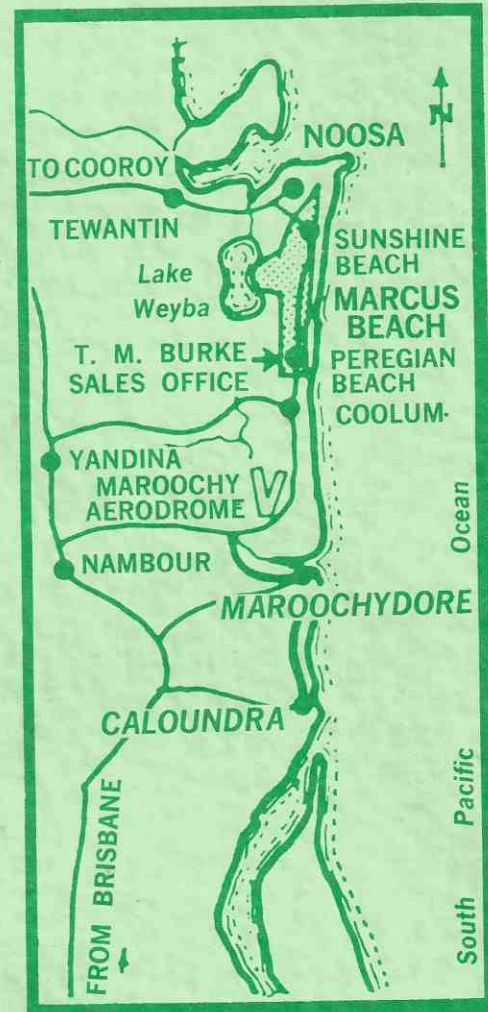 N
NOOSA
TO COOROY
TEWANTIN
SUNSHINE
BEACH
Lake
Weyba
MARCUS
BEACH
T. M. BURKE
SALES OFFICE
PEREGIAN
BEACH
COOLUM-
YANDINA
MAROOCHY
AERODROME
NAMBOUR
MAROOCHYDORE
CALOUNDRA
FROM BRISBANE
South Pacific Ocean